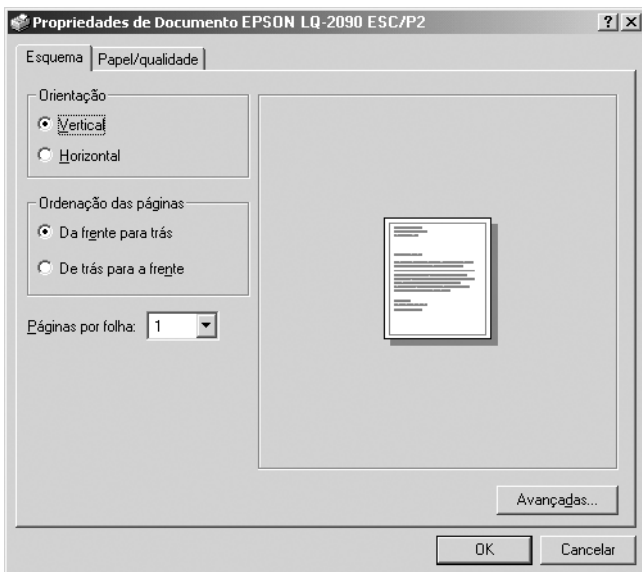 Propriedades de Documento EPSON LQ-2090 ESC/P2
Esquema
Papel/qualidade
Orientação
Vertical
Horizontal
Ordenação das páginas
Da frente para trás
De trás para a frente
Páginas por folha: 1
Avançadas...
OK
Cancelar